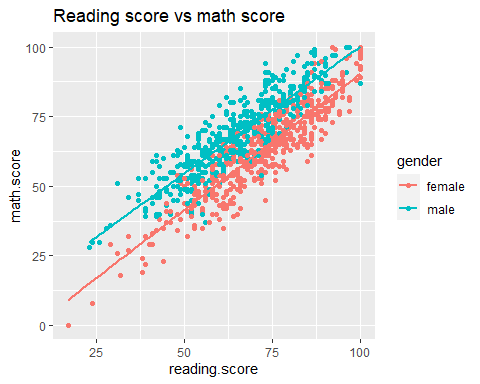 Reading score vs math score
100
75
50
25
0
math.score
25 50 75 100
reading.score
gender
female
male